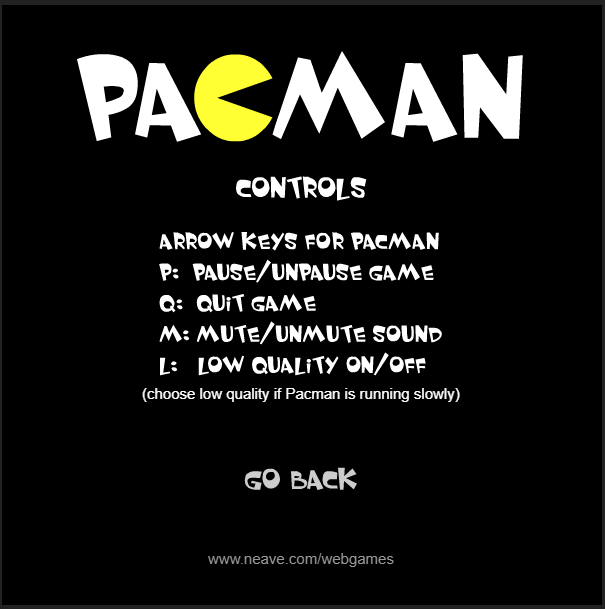 PACMAN
CONTROLS
ARROW KEYS FOR PACMAN
P: PAUSE/UNPAUSE GAME
Q: QUiT GAME
M: MUTE/UNMUTE SOUND
L: LOW QUALiTY ON/OFF
(choose low quality if Pacman is running slowly)
GO BACK
www.neave.com/webgames